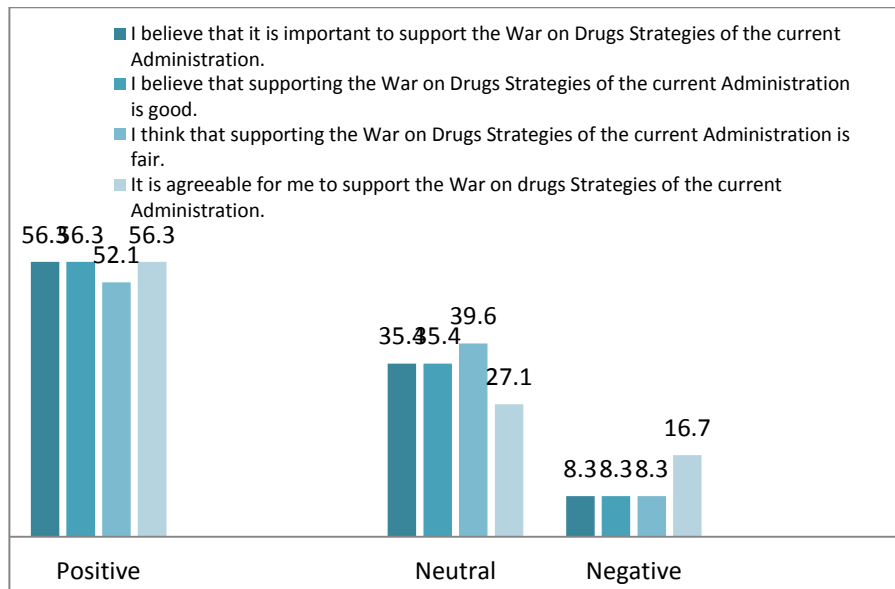 I believe that it is important to support the War on Drugs Strategies of the current
Administration.
I believe that supporting the War on Drugs Strategies of the current Administration
is good.
I think that supporting the War on Drugs Strategies of the current Administration is
fair.
It is agreeable for me to support the War on drugs Strategies of the current
Administration.
56.3 56.3 52.1 56.3
35.4 35.4 39.6 27.1
8.3 8.3 8.3 16.7
Positive Neutral Negative